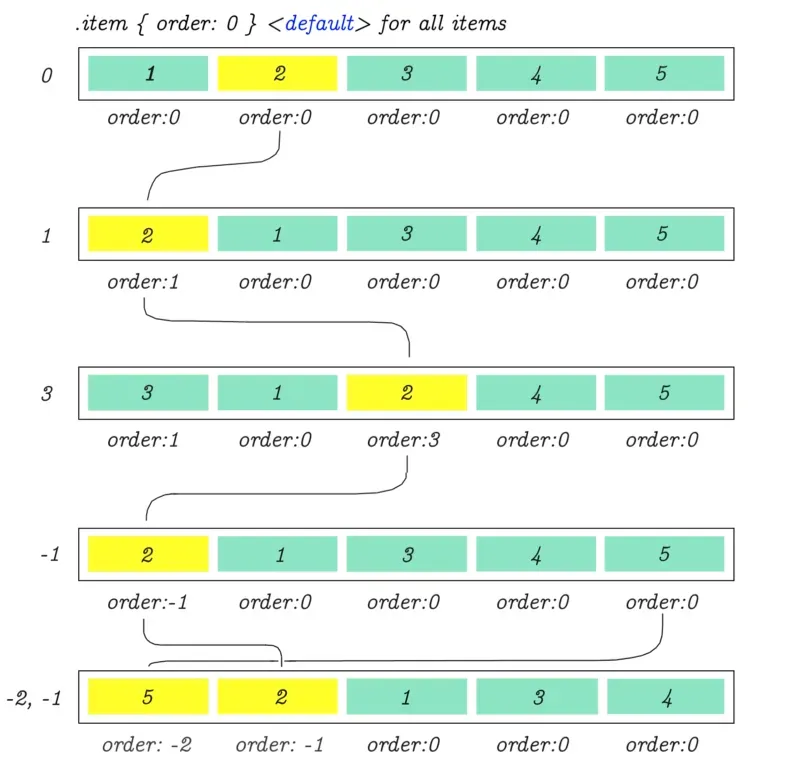 .item { order: 0 } <default> for all items
0 1 2 3 4 5
order:0 order:0 order:0 order:0 order:0
1 2 1 3 4 5
order:1 order:0 order:0 order:0 order:0
3 3 1 2 4 5
order:1 order:0 order:3 order:0 order:0
-1 2 1 3 4 5
order:-1 order:0 order:0 order:0 order:0
-2, -1 5 2 1 3 4
order: -2 order: -1 order:0 order:0 order:0